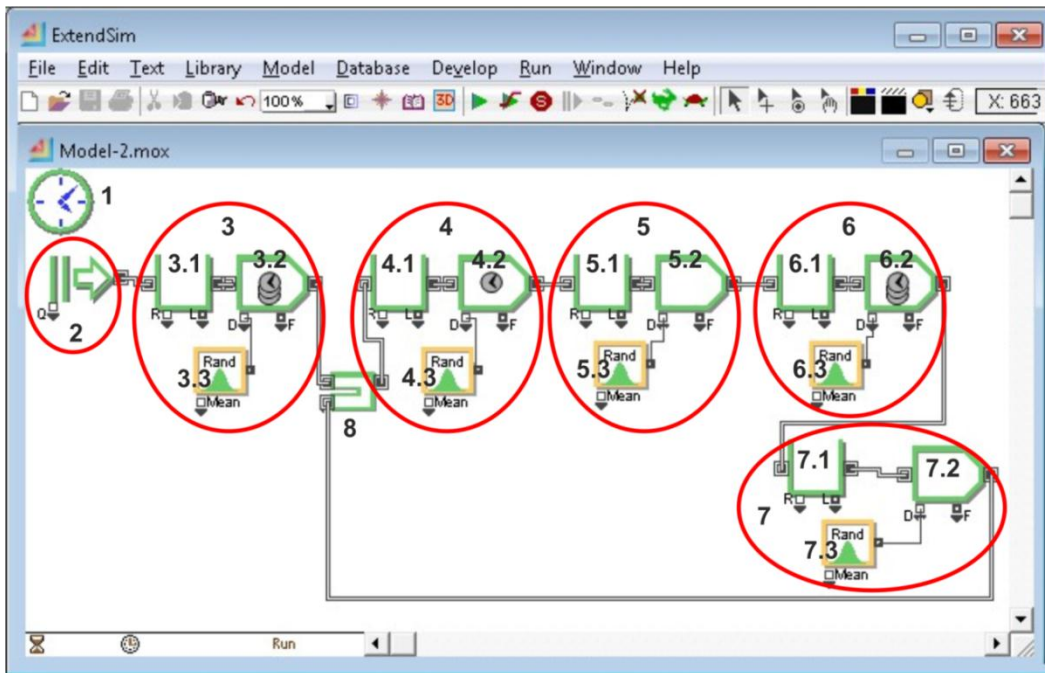 ExtendSim
File Edit Text Library Model Database Develop Run Window Help
100% 3D S X: 663
Model-2.mox
1
3 4 5 6
3.1 3.2 4.1 4.2 5.1 5.2 6.1 6.2
Q R L D F R L D F R L D F R L D F
2
Rand Rand Rand Rand
3.3 4.3 5.3 6.3
Mean Mean Mean Mean
8
7.1 7.2
R L D F
7
Rand
7.3
Mean
Run